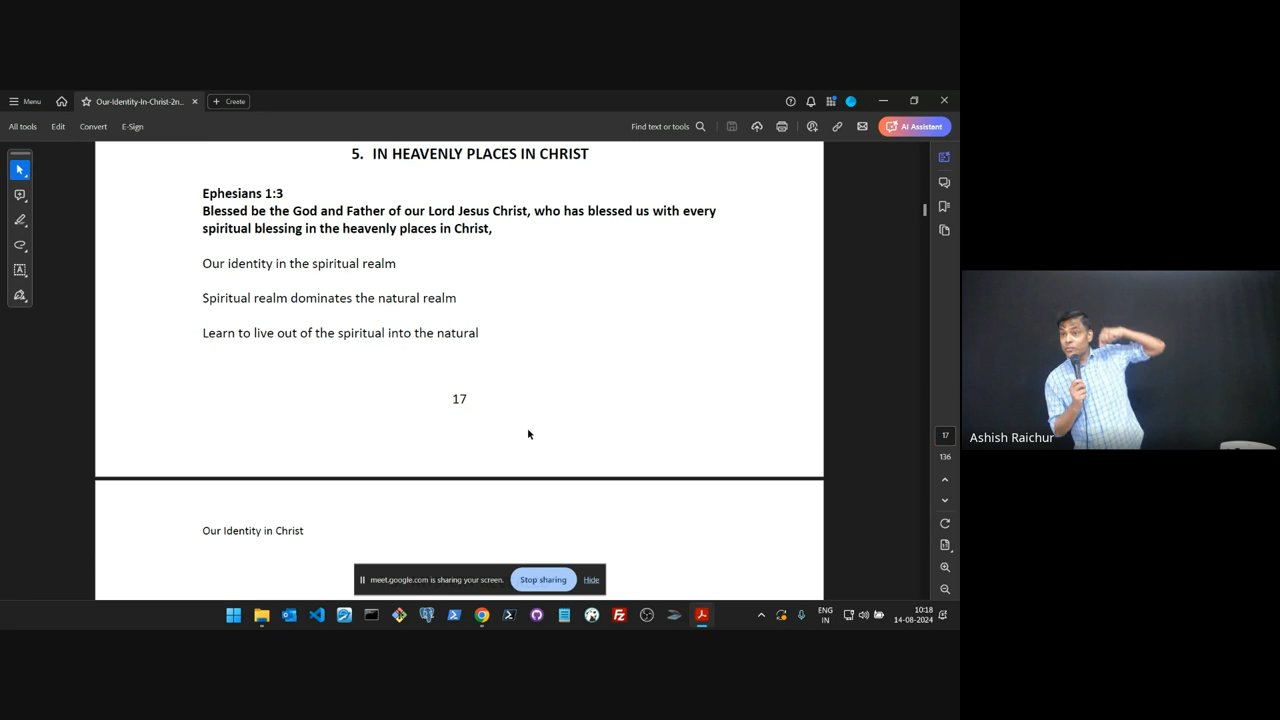 Menu
Our-Identity-In-Christ-2n...
Create
All tools
Edit
Convert
E-Sign
Find text or tools
AI Assistant
5. IN HEAVENLY PLACES IN CHRIST
Ephesians 1:3
Blessed be the God and Father of our Lord Jesus Christ, who has blessed us with every
spiritual blessing in the heavenly places in Christ,
Our identity in the spiritual realm
Spiritual realm dominates the natural realm
Learn to live out of the spiritual into the natural
17
17
136
Our Identity in Christ
meet.google.com is sharing your screen.
Stop sharing
Hide
ENG
IN
10:18
14-08-2024
Ashish Raichur